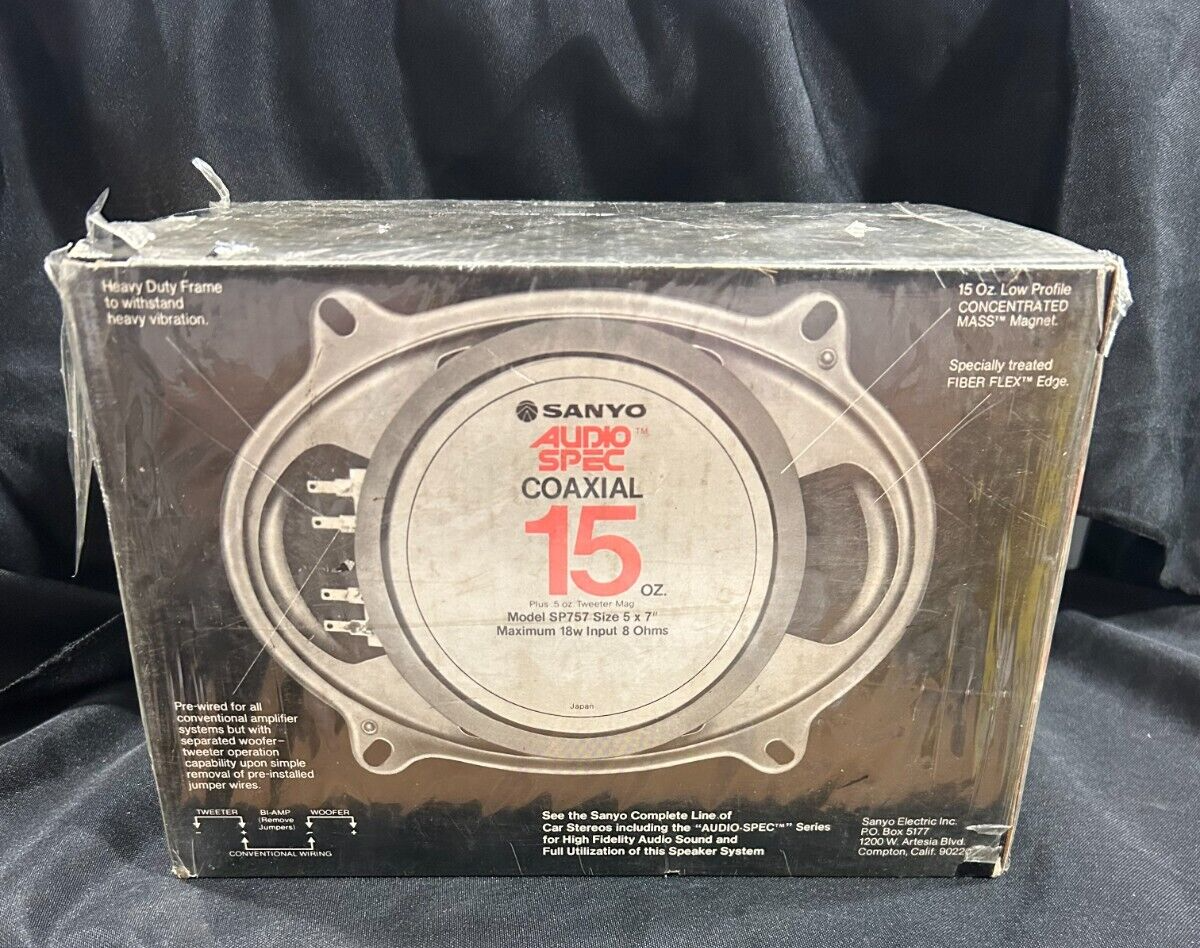 Heavy Duty Frame
to withstand
heavy vibration.
15 Oz. Low Profile
CONCENTRATED
MASS™ Magnet.
Specially treated
FIBER FLEX™ Edge.
SANYO
AUDIO™
SPEC
COAXIAL
15 OZ.
Plus .5 oz. Tweeter Mag
Model SP757 Size 5 x 7"
Maximum 18w Input 8 Ohms
Japan
Pre-wired for all
conventional amplifier
systems but with
separated woofer–
tweeter operation
capability upon simple
removal of pre-installed
jumper wires.
TWEETER BI-AMP WOOFER
(Remove
Jumpers)
- + - +
CONVENTIONAL WIRING
See the Sanyo Complete Line of
Car Stereos including the "AUDIO-SPEC™" Series
for High Fidelity Audio Sound and
Full Utilization of this Speaker System
Sanyo Electric Inc.
P.O. Box 5177
1200 W. Artesia Blvd.
Compton, Calif.